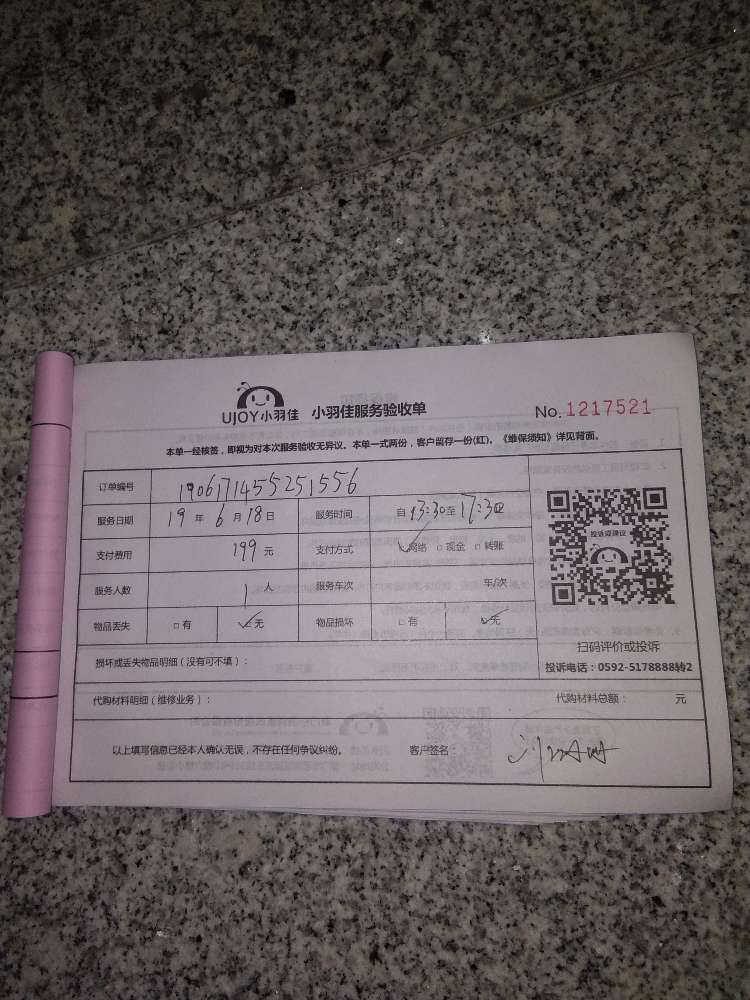 UJOY小羽佳 小羽佳服务验收单 No. 1217521
本单一经核签，即视为对本次服务验收无异议。本单一式两份，客户留存一份(红)。《维保须知》详见背面。
订单编号 1906171455251556
服务日期 19 年 6 月 18 日 服务时间 自 13:30 至 17:30 止
支付费用 199 元 支付方式 ☑网络 □现金 □转账
服务人数 1 人 服务车次 车/次
物品丢失 □有 ☑无 物品损坏 □有 ☑无
投诉或建议
扫码评价或投诉
投诉电话：0592-5178888转2
损坏或丢失物品明细（没有可不填）：
代购材料明细（维修业务）： 代购材料总额： 元
以上填写信息已经本人确认无误，不存在任何争议纠纷。 客户签名：